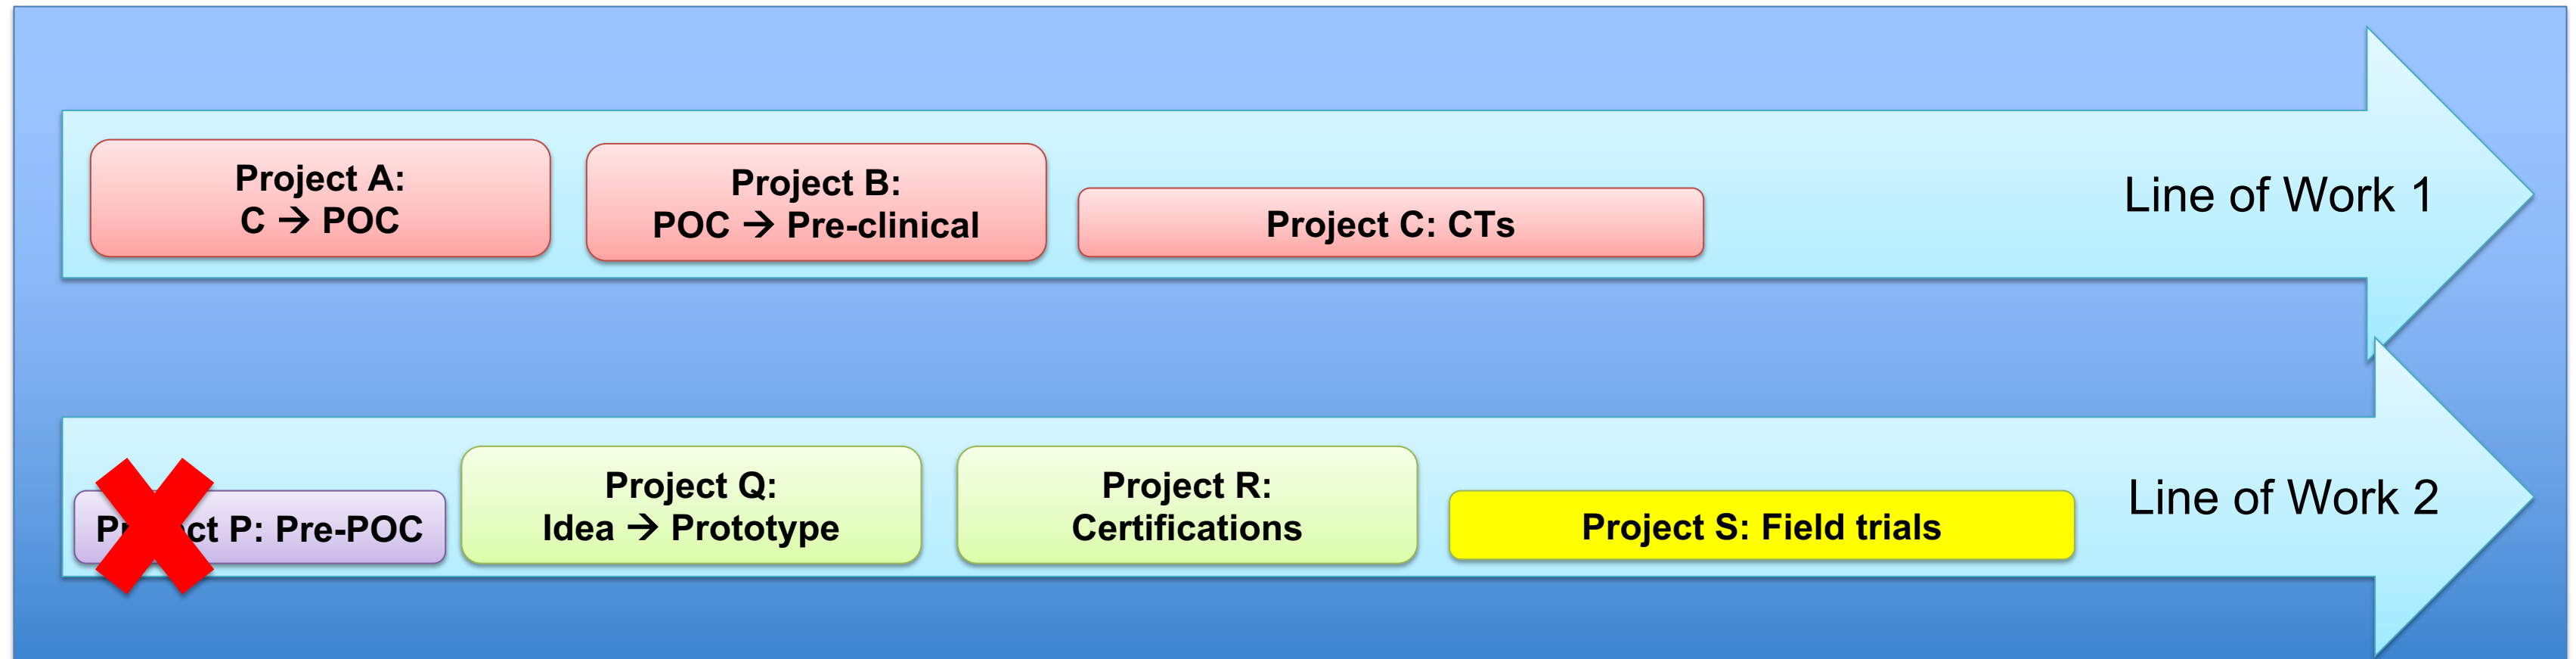 Project A:
C → POC
Project B:
POC → Pre-clinical
Project C: CTs
Line of Work 1
Project P: Pre-POC
Project Q:
Idea → Prototype
Project R:
Certifications
Project S: Field trials
Line of Work 2